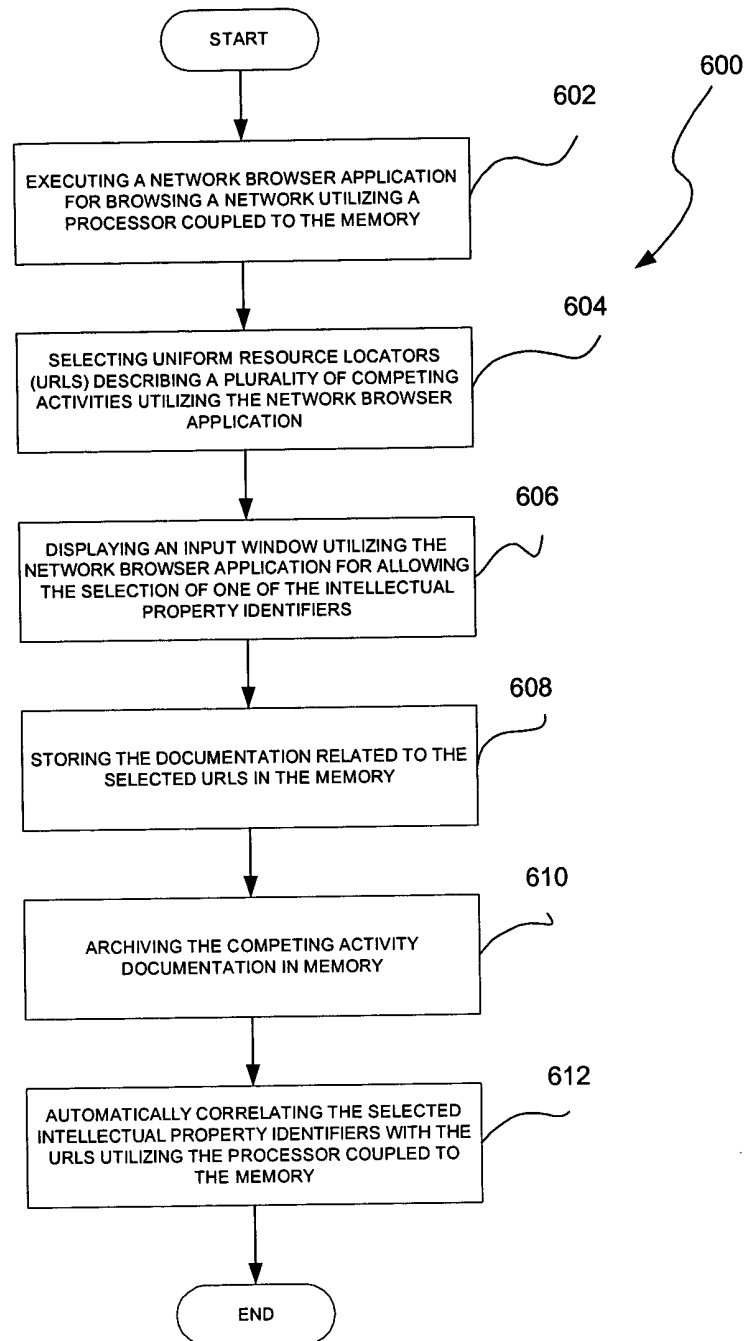 START
600
602
EXECUTING A NETWORK BROWSER APPLICATION
FOR BROWSING A NETWORK UTILIZING A
PROCESSOR COUPLED TO THE MEMORY
604
SELECTING UNIFORM RESOURCE LOCATORS
(URLS) DESCRIBING A PLURALITY OF COMPETING
ACTIVITIES UTILIZING THE NETWORK BROWSER
APPLICATION
606
DISPLAYING AN INPUT WINDOW UTILIZING THE
NETWORK BROWSER APPLICATION FOR ALLOWING
THE SELECTION OF ONE OF THE INTELLECTUAL
PROPERTY IDENTIFIERS
608
STORING THE DOCUMENTATION RELATED TO THE
SELECTED URLS IN THE MEMORY
610
ARCHIVING THE COMPETING ACTIVITY
DOCUMENTATION IN MEMORY
612
AUTOMATICALLY CORRELATING THE SELECTED
INTELLECTUAL PROPERTY IDENTIFIERS WITH THE
URLS UTILIZING THE PROCESSOR COUPLED TO
THE MEMORY
END